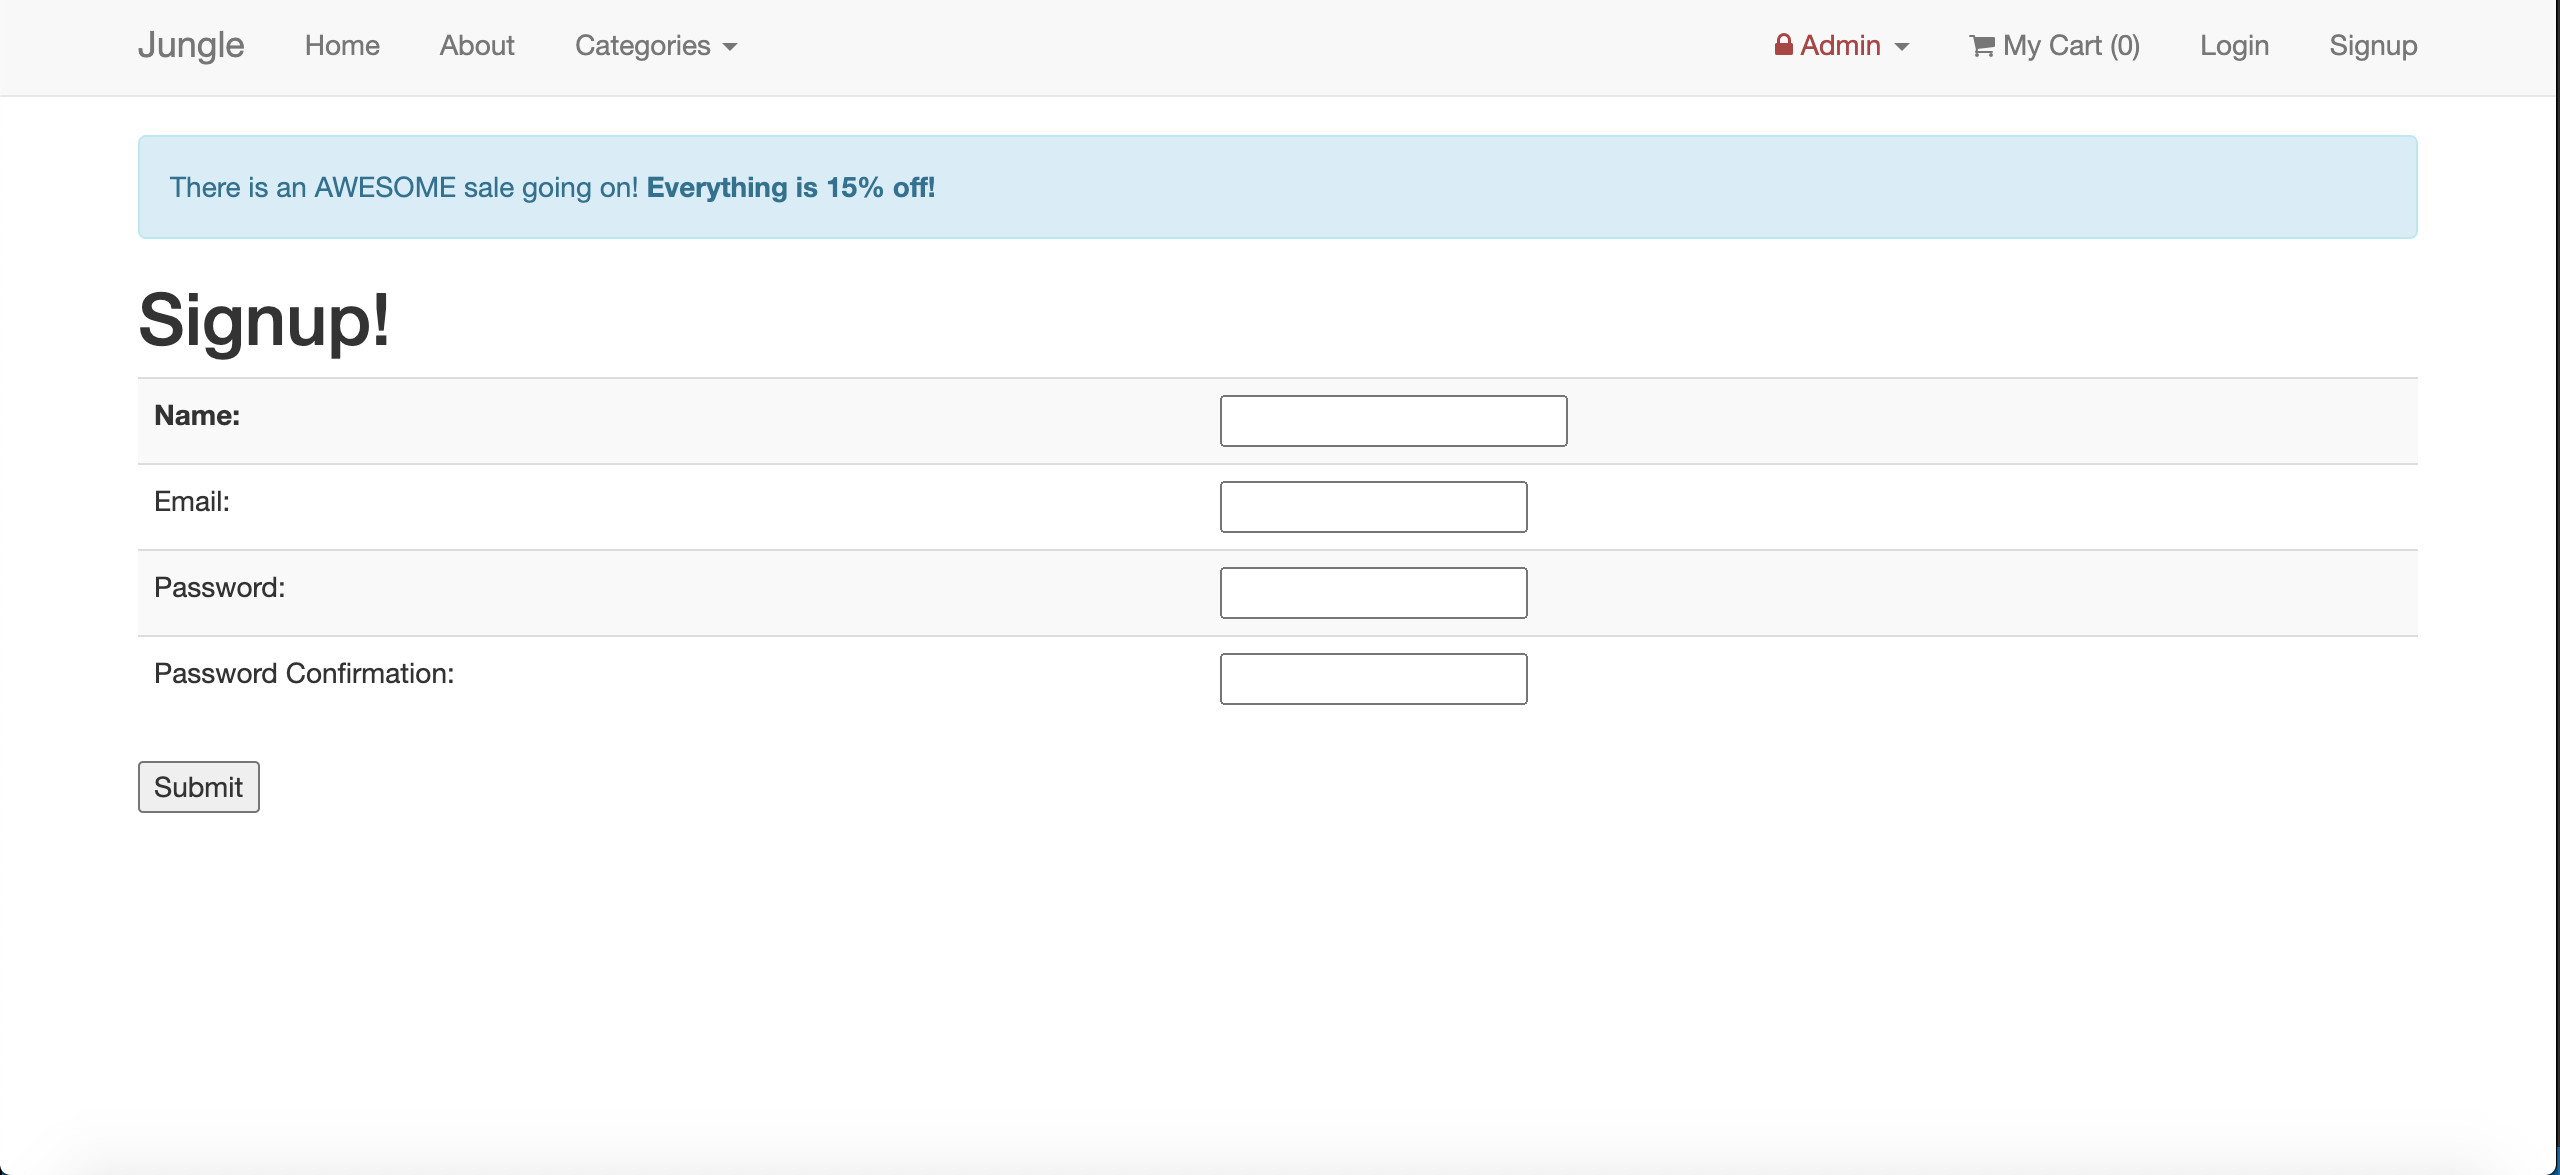 Jungle Home About Categories Admin My Cart (0) Login Signup
There is an AWESOME sale going on! Everything is 15% off!
Signup!
Name:
Email:
Password:
Password Confirmation:
Submit